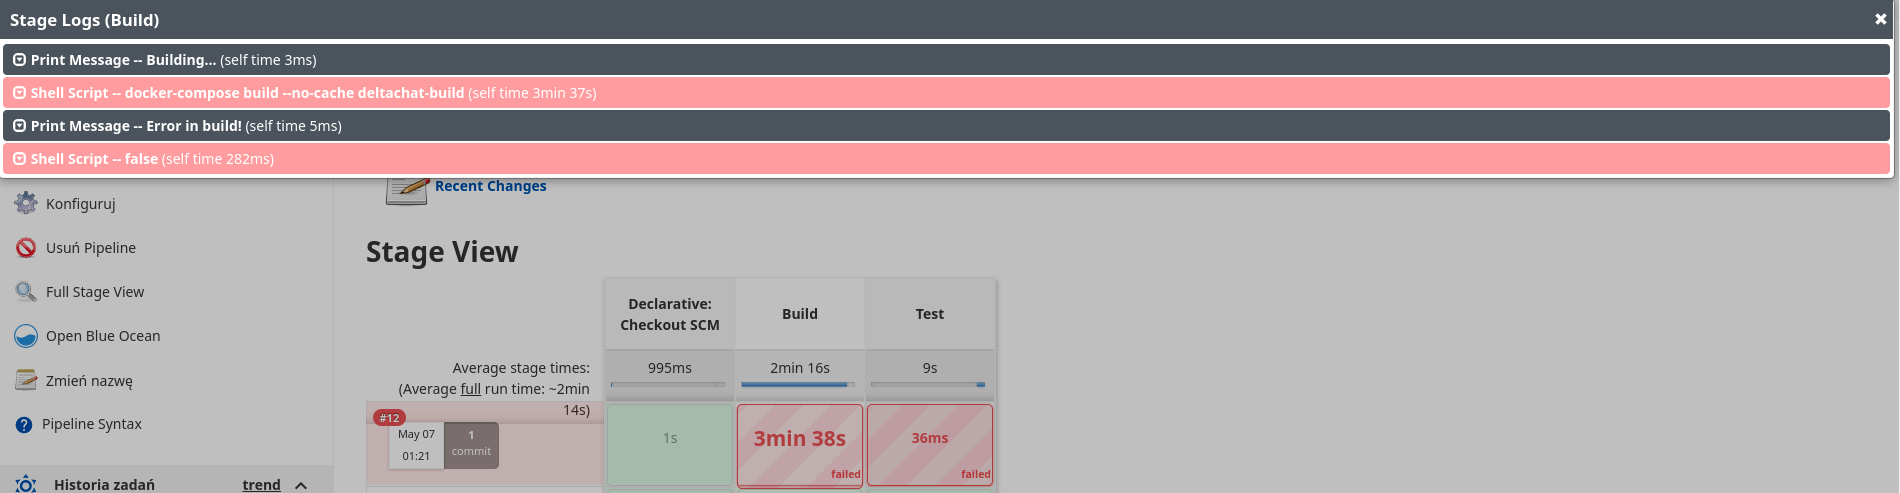 Stage Logs (Build)
Print Message -- Building... (self time 3ms)
Shell Script -- docker-compose build --no-cache deltachat-build (self time 3min 37s)
Print Message -- Error in build! (self time 5ms)
Shell Script -- false (self time 282ms)
Konfiguruj
Usuń Pipeline
Full Stage View
Open Blue Ocean
Zmień nazwę
Pipeline Syntax
Historia zadań trend
Recent Changes
Stage View
Declarative:
Checkout SCM
Build
Test
Average stage times:
(Average full run time: ~2min
14s)
995ms
2min 16s
9s
#12
May 07
01:21
1
commit
1s
3min 38s
failed
36ms
failed